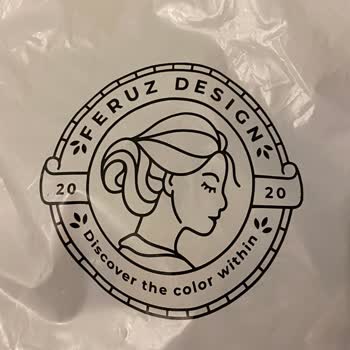 FERUZ DESIGN
20 20
Discover the color within